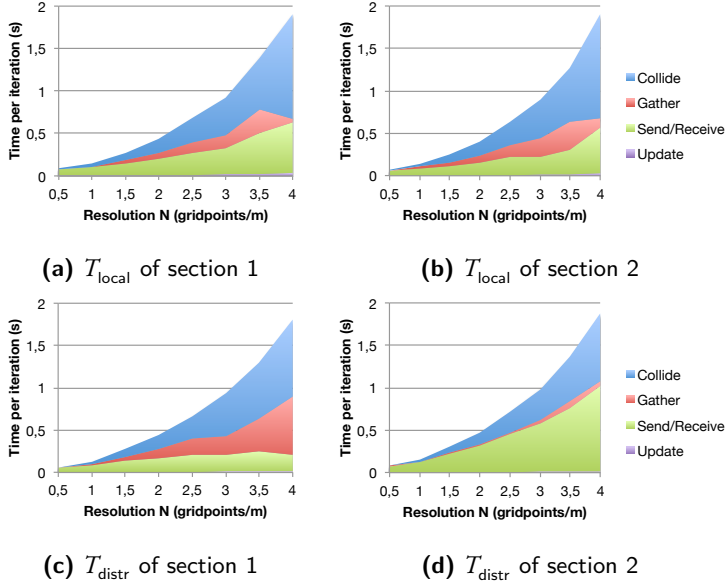 2
1,5
1
0,5
0
Time per iteration (s)
0,5 1 1,5 2 2,5 3 3,5 4
Resolution N (gridpoints/m)
(a) T_local of section 1
2
1,5
1
0,5
0
Time per iteration (s)
0,5 1 1,5 2 2,5 3 3,5 4
Resolution N (gridpoints/m)
Collide
Gather
Send/Receive
Update
(b) T_local of section 2
2
1,5
1
0,5
0
Time per iteration (s)
0,5 1 1,5 2 2,5 3 3,5 4
Resolution N (gridpoints/m)
(c) T_distr of section 1
2
1,5
1
0,5
0
Time per iteration (s)
0,5 1 1,5 2 2,5 3 3,5 4
Resolution N (gridpoints/m)
Collide
Gather
Send/Receive
Update
(d) T_distr of section 2